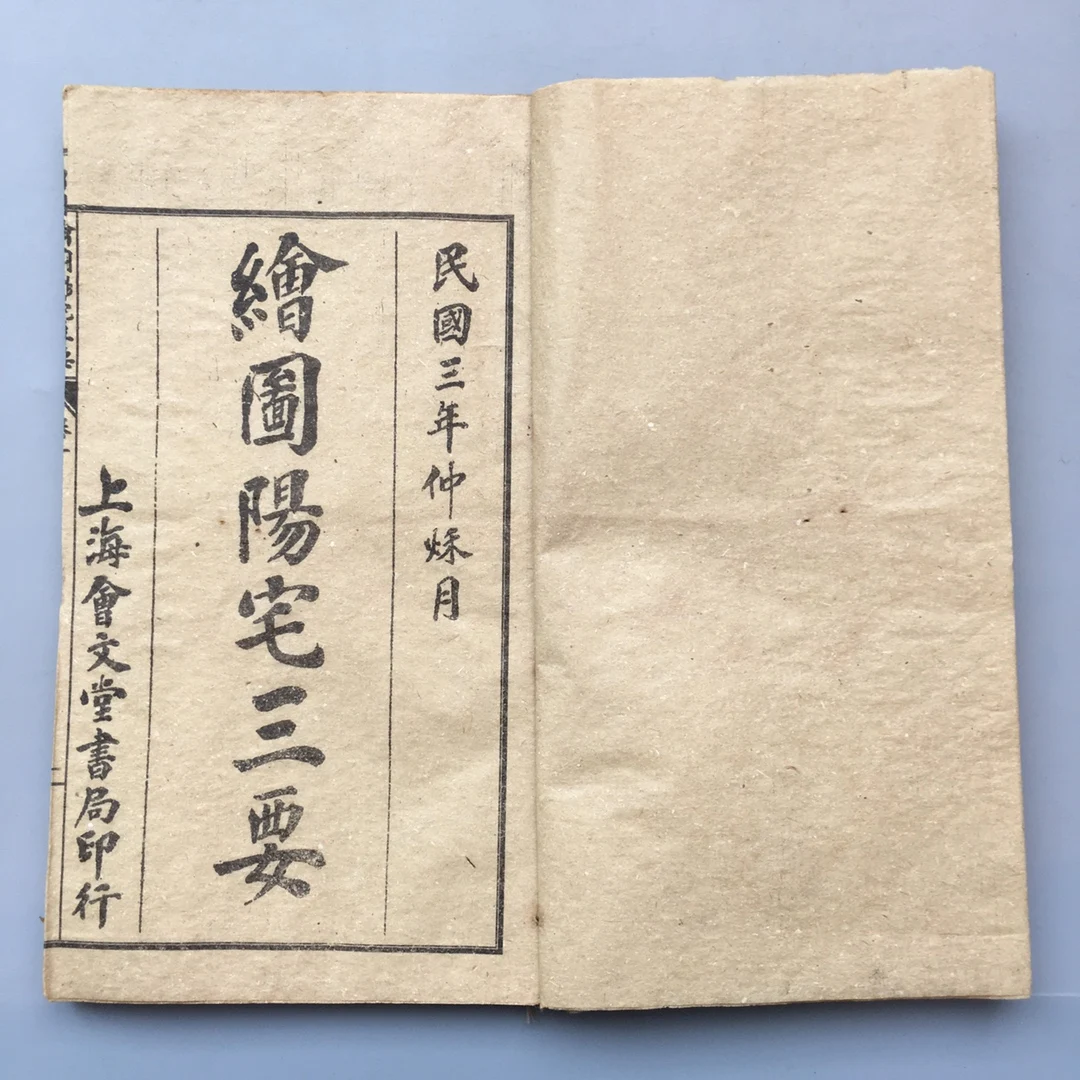 民國三年仲烁月
繪圖陽宅三要
上海會文堂書局印行